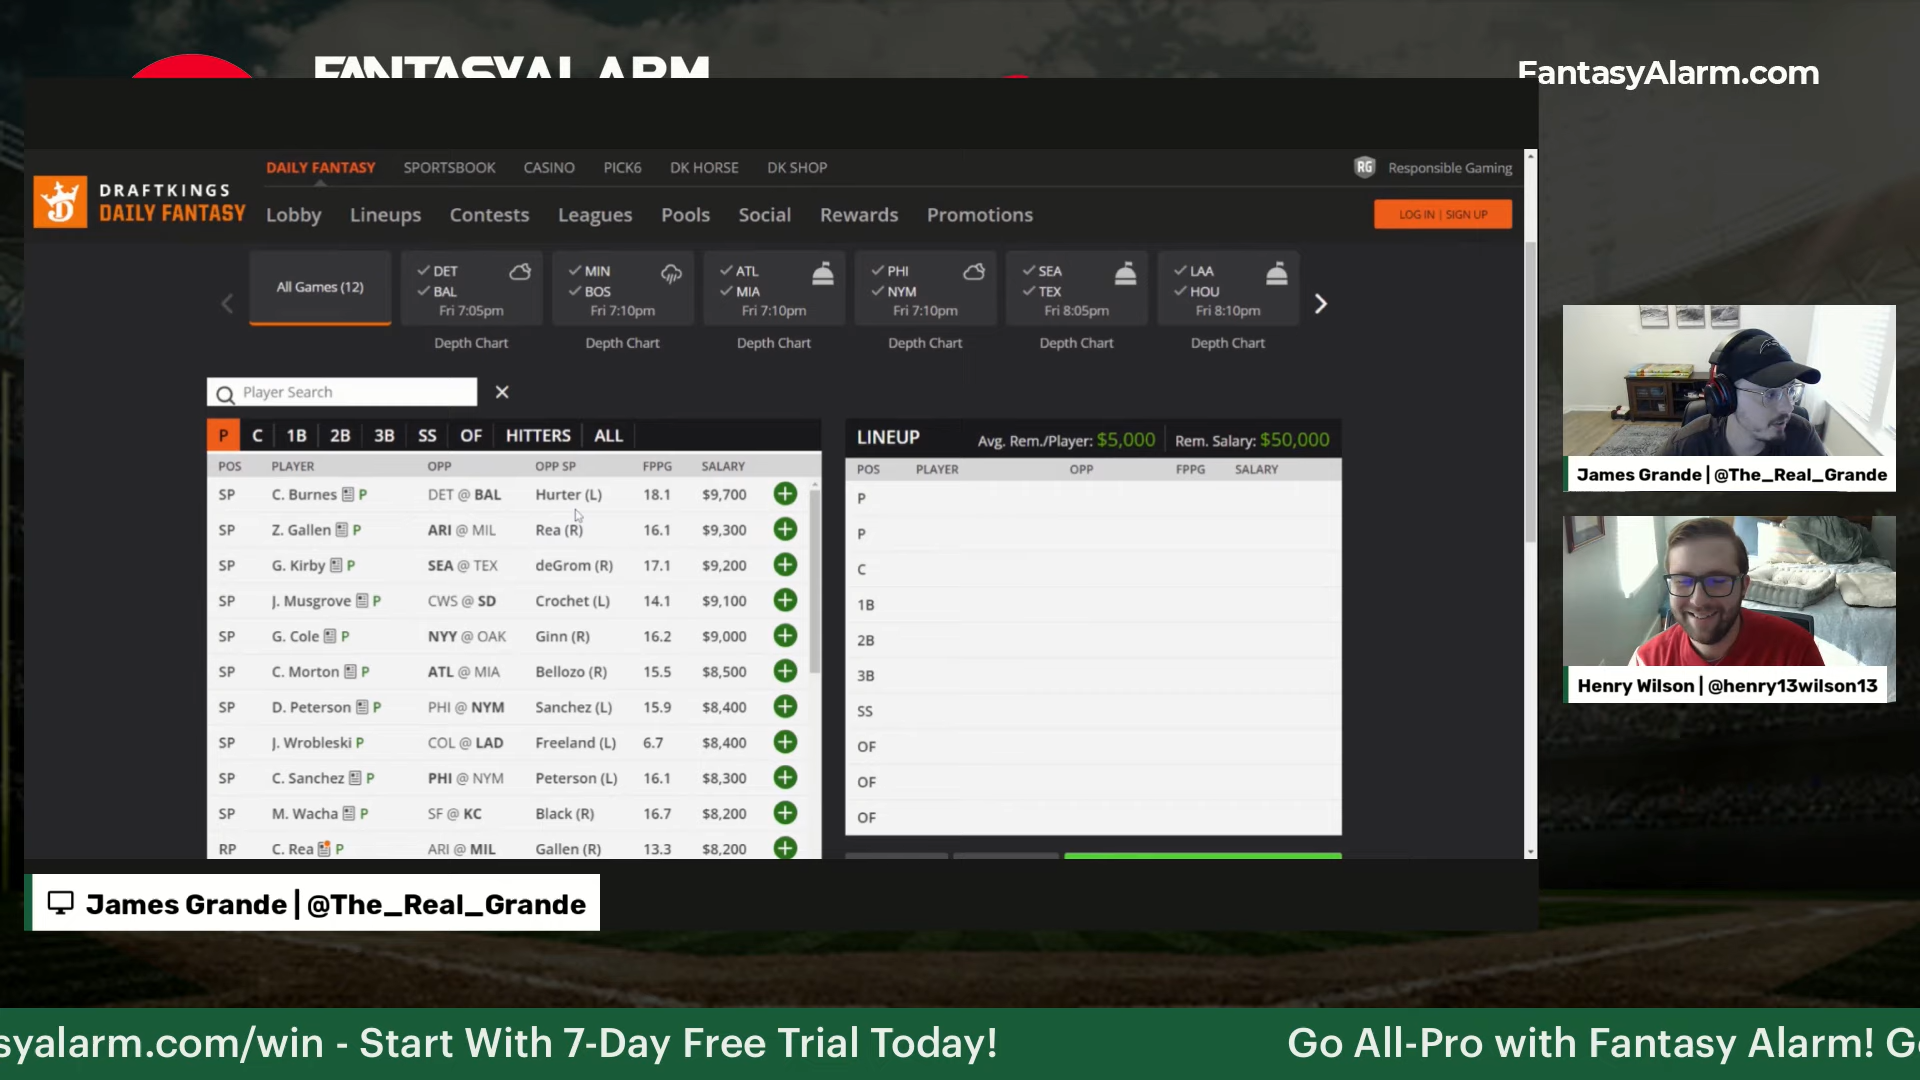 FANTASYALARM
FantasyAlarm.com
DAILY FANTASY SPORTSBOOK CASINO PICK6 DK HORSE DK SHOP
RG Responsible Gaming
DRAFTKINGS
DAILY FANTASY
Lobby Lineups Contests Leagues Pools Social Rewards Promotions
LOG IN | SIGN UP
All Games (12)
DET
BAL
Fri 7:05pm
Depth Chart
MIN
BOS
Fri 7:10pm
Depth Chart
ATL
MIA
Fri 7:10pm
Depth Chart
PHI
NYM
Fri 7:10pm
Depth Chart
SEA
TEX
Fri 8:05pm
Depth Chart
LAA
HOU
Fri 8:10pm
Depth Chart
Player Search
P C 1B 2B 3B SS OF HITTERS ALL
POS PLAYER OPP OPP SP FPPG SALARY
SP C. Burnes P DET @ BAL Hurter (L) 18.1 $9,700
SP Z. Gallen P ARI @ MIL Rea (R) 16.1 $9,300
SP G. Kirby P SEA @ TEX deGrom (R) 17.1 $9,200
SP J. Musgrove P CWS @ SD Crochet (L) 14.1 $9,100
SP G. Cole P NYY @ OAK Ginn (R) 16.2 $9,000
SP C. Morton P ATL @ MIA Bellozo (R) 15.5 $8,500
SP D. Peterson P PHI @ NYM Sanchez (L) 15.9 $8,400
SP J. Wrobleski P COL @ LAD Freeland (L) 6.7 $8,400
SP C. Sanchez P PHI @ NYM Peterson (L) 16.1 $8,300
SP M. Wacha P SF @ KC Black (R) 16.7 $8,200
RP C. Rea P ARI @ MIL Gallen (R) 13.3 $8,200
LINEUP Avg. Rem./Player: $5,000 Rem. Salary: $50,000
POS PLAYER OPP FPPG SALARY
P
P
C
1B
2B
3B
SS
OF
OF
OF
James Grande | @The_Real_Grande
Henry Wilson | @henry13wilson13
James Grande | @The_Real_Grande
syalarm.com/win - Start With 7-Day Free Trial Today! Go All-Pro with Fantasy Alarm! Go